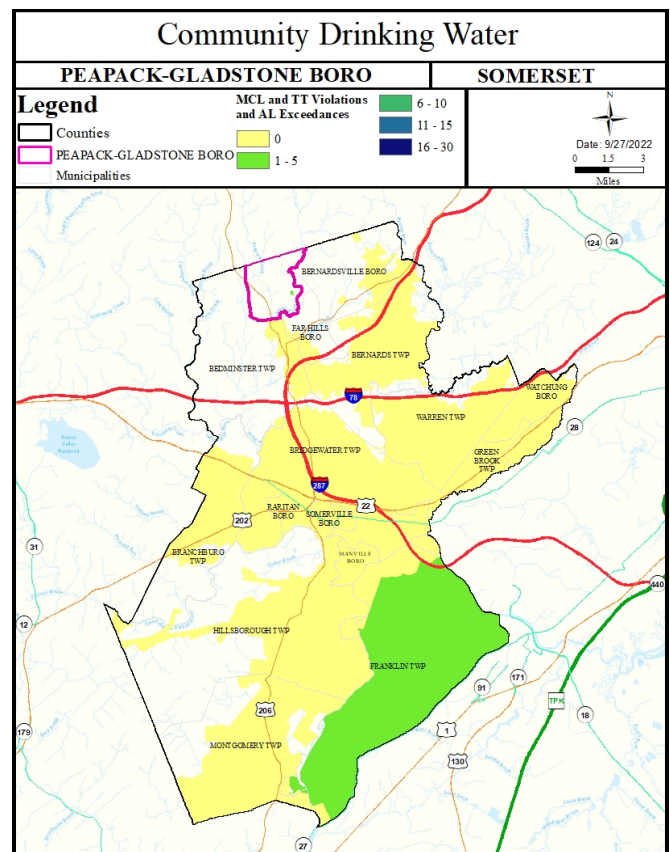 Community Drinking Water
PEAPACK-GLADSTONE BORO
SOMERSET
Legend
Counties
PEAPACK-GLADSTONE BORO
Municipalities
MCL and TT Violations
and AL Exceedances
0
1 - 5
6 - 10
11 - 15
16 - 30
N
Date: 9/27/2022
0 1.5 3
Miles
124
24
BERNARDSVILLE BORO
FAR HILLS
BORO
BERNARDS TWP
BEDMINSTER TWP
WATCHUNG
BORO
78
WARREN TWP
28
BRIDGEWATER TWP
GREEN
BROOK
TWP
287
22
RARITAN
BORO
SOMERVILLE
BORO
202
31
BRANCHBURG
TWP
MANVILLE
BORO
440
12
HILLSBOROUGH TWP
FRANKLIN TWP
171
91
TPK
206
18
179
1
MONTGOMERY TWP
130
27